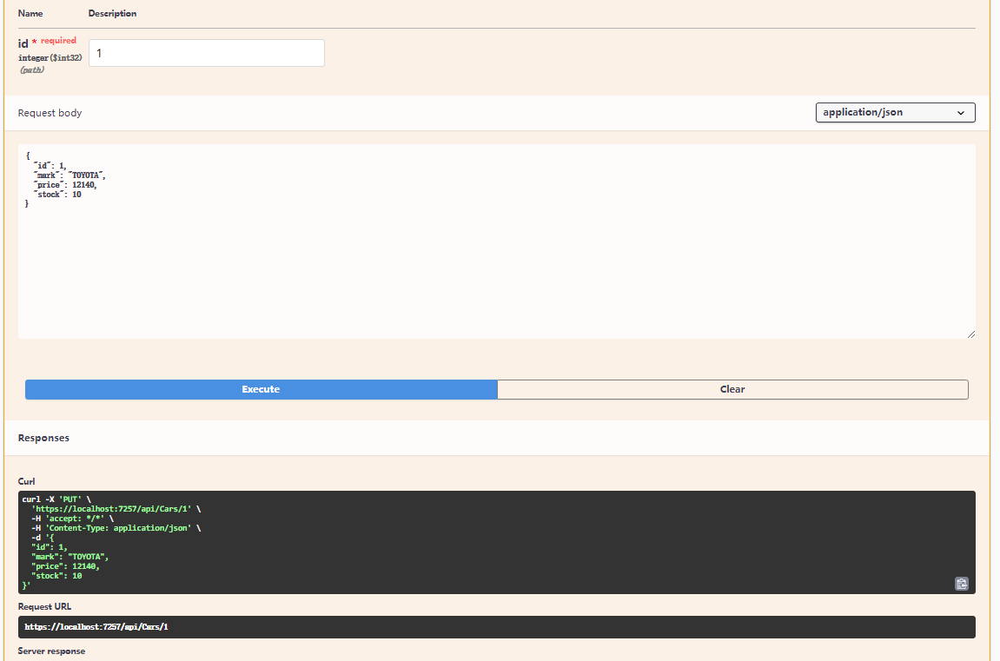 Name Description
id * required
integer($int32)
(path)
1
Request body
application/json
{
  "id": 1,
  "mark": "TOYOTA",
  "price": 12140,
  "stock": 10
}
Execute Clear
Responses
Curl
curl -X 'PUT' \
  'https://localhost:7257/api/Cars/1' \
  -H 'accept: */*' \
  -H 'Content-Type: application/json' \
  -d '{
  "id": 1,
  "mark": "TOYOTA",
  "price": 12140,
  "stock": 10
}'
Request URL
https://localhost:7257/api/Cars/1
Server response